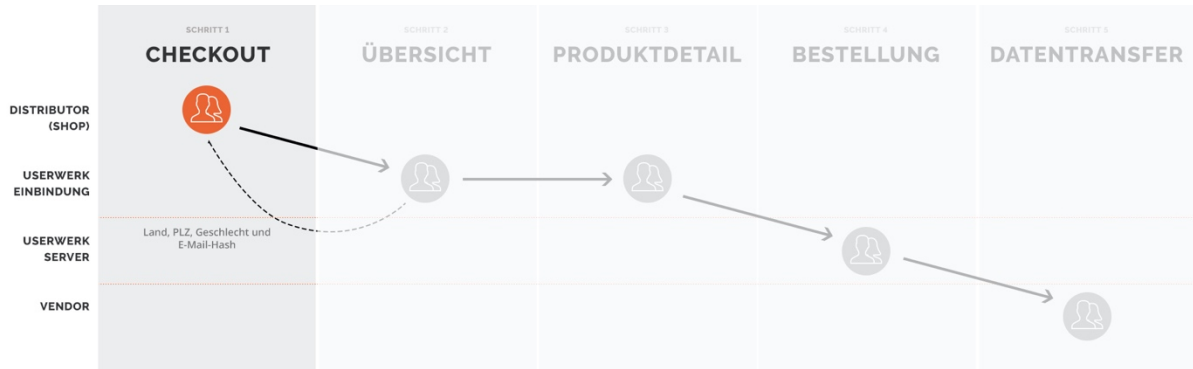 SCHRITT 1
CHECKOUT
SCHRITT 2
ÜBERSICHT
SCHRITT 3
PRODUKTDETAIL
SCHRITT 4
BESTELLUNG
SCHRITT 5
DATENTRANSFER
DISTRIBUTOR
(SHOP)
USERWERK
EINBINDUNG
USERWERK
SERVER
Land, PLZ, Geschlecht und
E-Mail-Hash
VENDOR